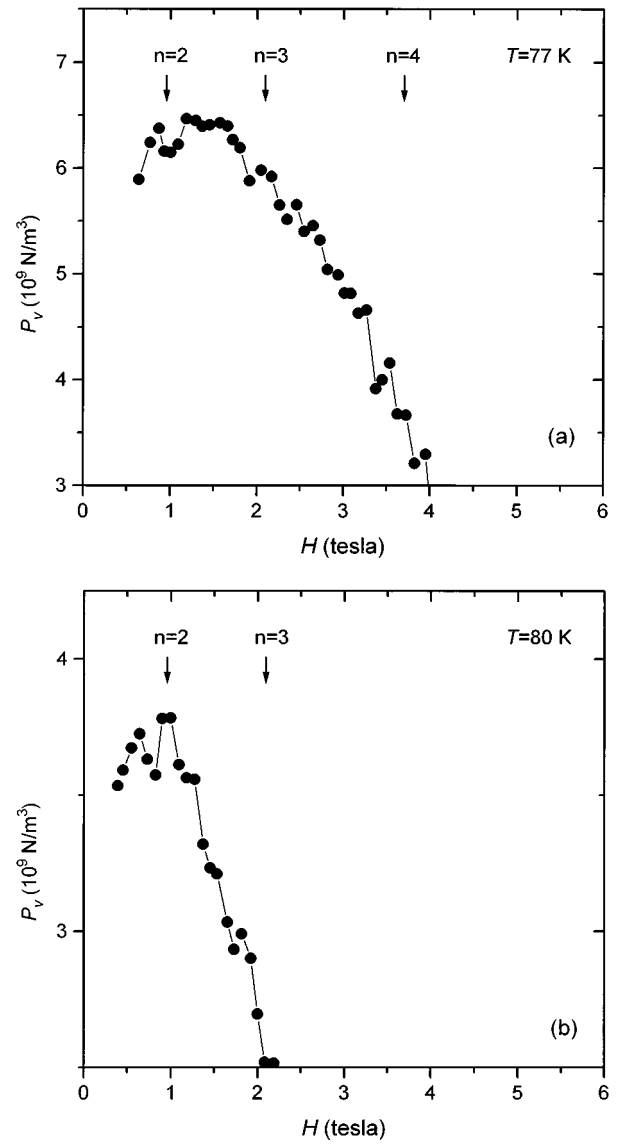 7
n=2 n=3 n=4 T=77 K
6
5
4
(a)
3
P_v (10^9 N/m^3)
0 1 2 3 4 5 6
H (tesla)
n=2 n=3 T=80 K
4
3
(b)
P_v (10^9 N/m^3)
0 1 2 3 4 5 6
H (tesla)